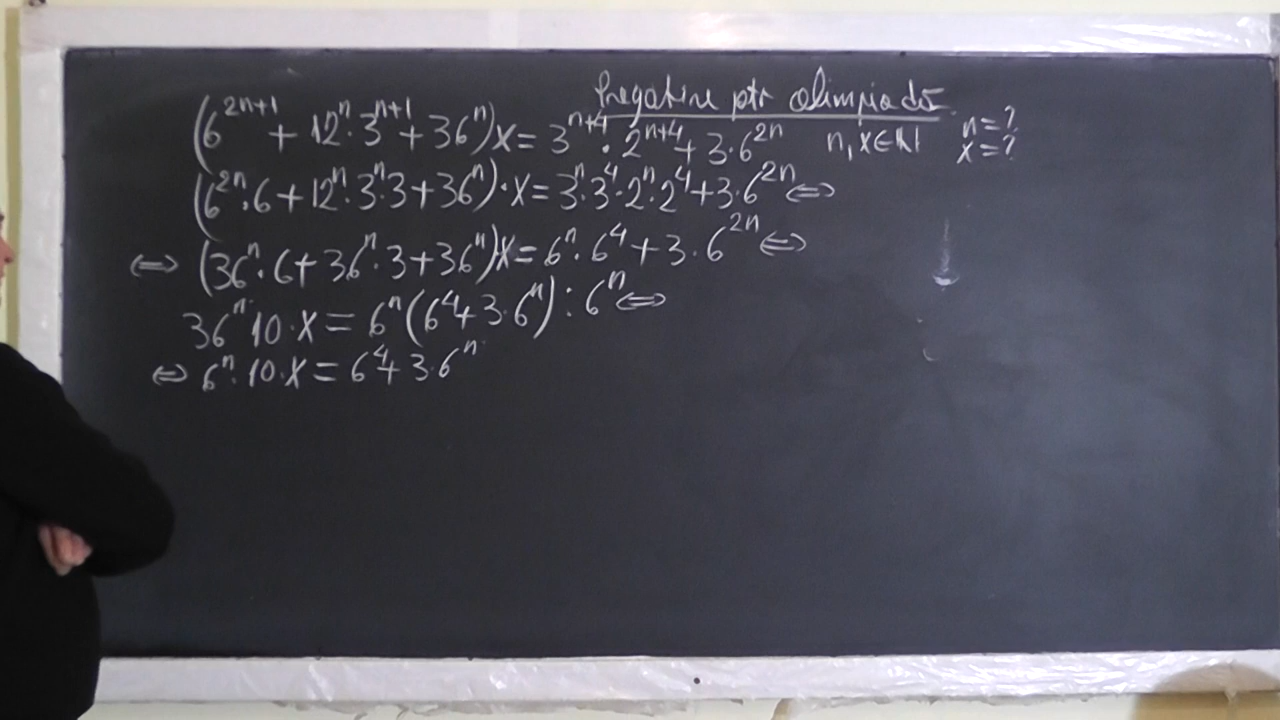 Pregatire ptr olimpiadă
(6^{2n+1} + 12^n · 3^{n+1} + 36^n)x = 3^{n+4} · 2^{n+4} + 3·6^{2n} n, x ∈ ℕ n = ? x = ?
(6^{2n} · 6 + 12^n · 3^n · 3 + 36^n) · x = 3^n · 3^4 · 2^n · 2^4 + 3·6^{2n} ⇔
⇔ (36^n · 6 + 36^n · 3 + 36^n)x = 6^n · 6^4 + 3·6^{2n} ⇔
36^n · 10 · x = 6^n(6^4 + 3·6^n) : 6^n ⇔
⇔ 6^n · 10 · x = 6^4 + 3·6^n